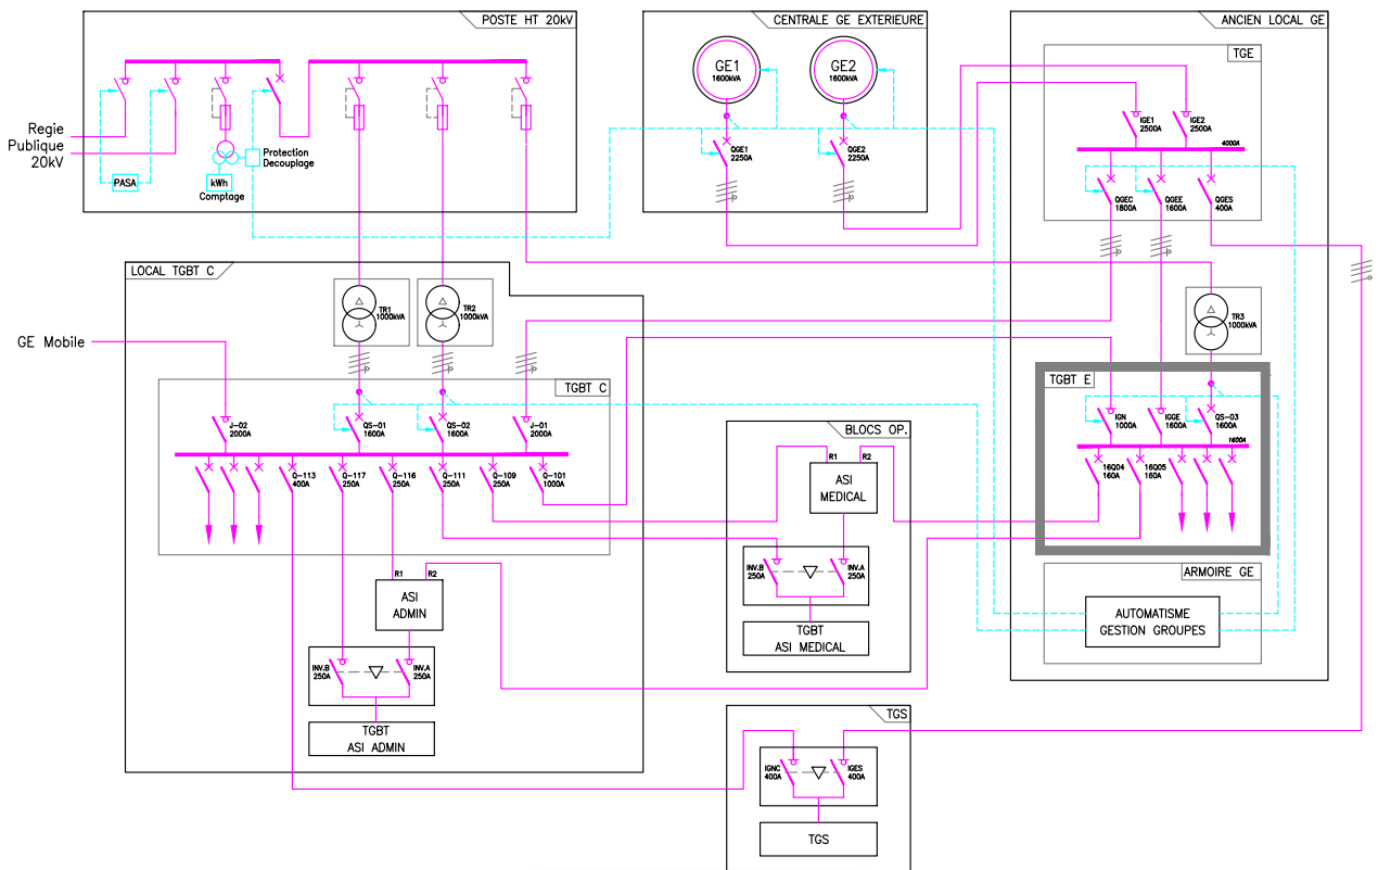 POSTE HT 20kV
Regie
Publique
20kV
PASA
kWh
Comptage
Protection
Decouplage
CENTRALE GE EXTERIEURE
GE1
1600kVA
GE2
1600kVA
QGE1
2250A
QGE2
2250A
ANCIEN LOCAL GE
TGE
IGE1
2500A
IGE2
2500A
4000A
QGEC
1800A
QGEE
1600A
QGES
400A
TR3
1000kVA
TGBT E
IGN
1000A
IGGE
1600A
QS-03
1600A
1600A
16Q04
160A
16Q05
160A
ARMOIRE GE
AUTOMATISME
GESTION GROUPES
LOCAL TGBT C
TR1
1000kVA
TR2
1000kVA
GE Mobile
TGBT C
J-02
2000A
QS-01
1600A
QS-02
1600A
J-01
2000A
Q-113
400A
Q-117
250A
Q-116
250A
Q-111
250A
Q-109
250A
Q-101
1000A
R1
R2
ASI
ADMIN
INV.B
250A
INV.A
250A
TGBT
ASI ADMIN
BLOCS OP.
R1
R2
ASI
MEDICAL
INV.B
250A
INV.A
250A
TGBT
ASI MEDICAL
TGS
IGNC
400A
IGES
400A
TGS